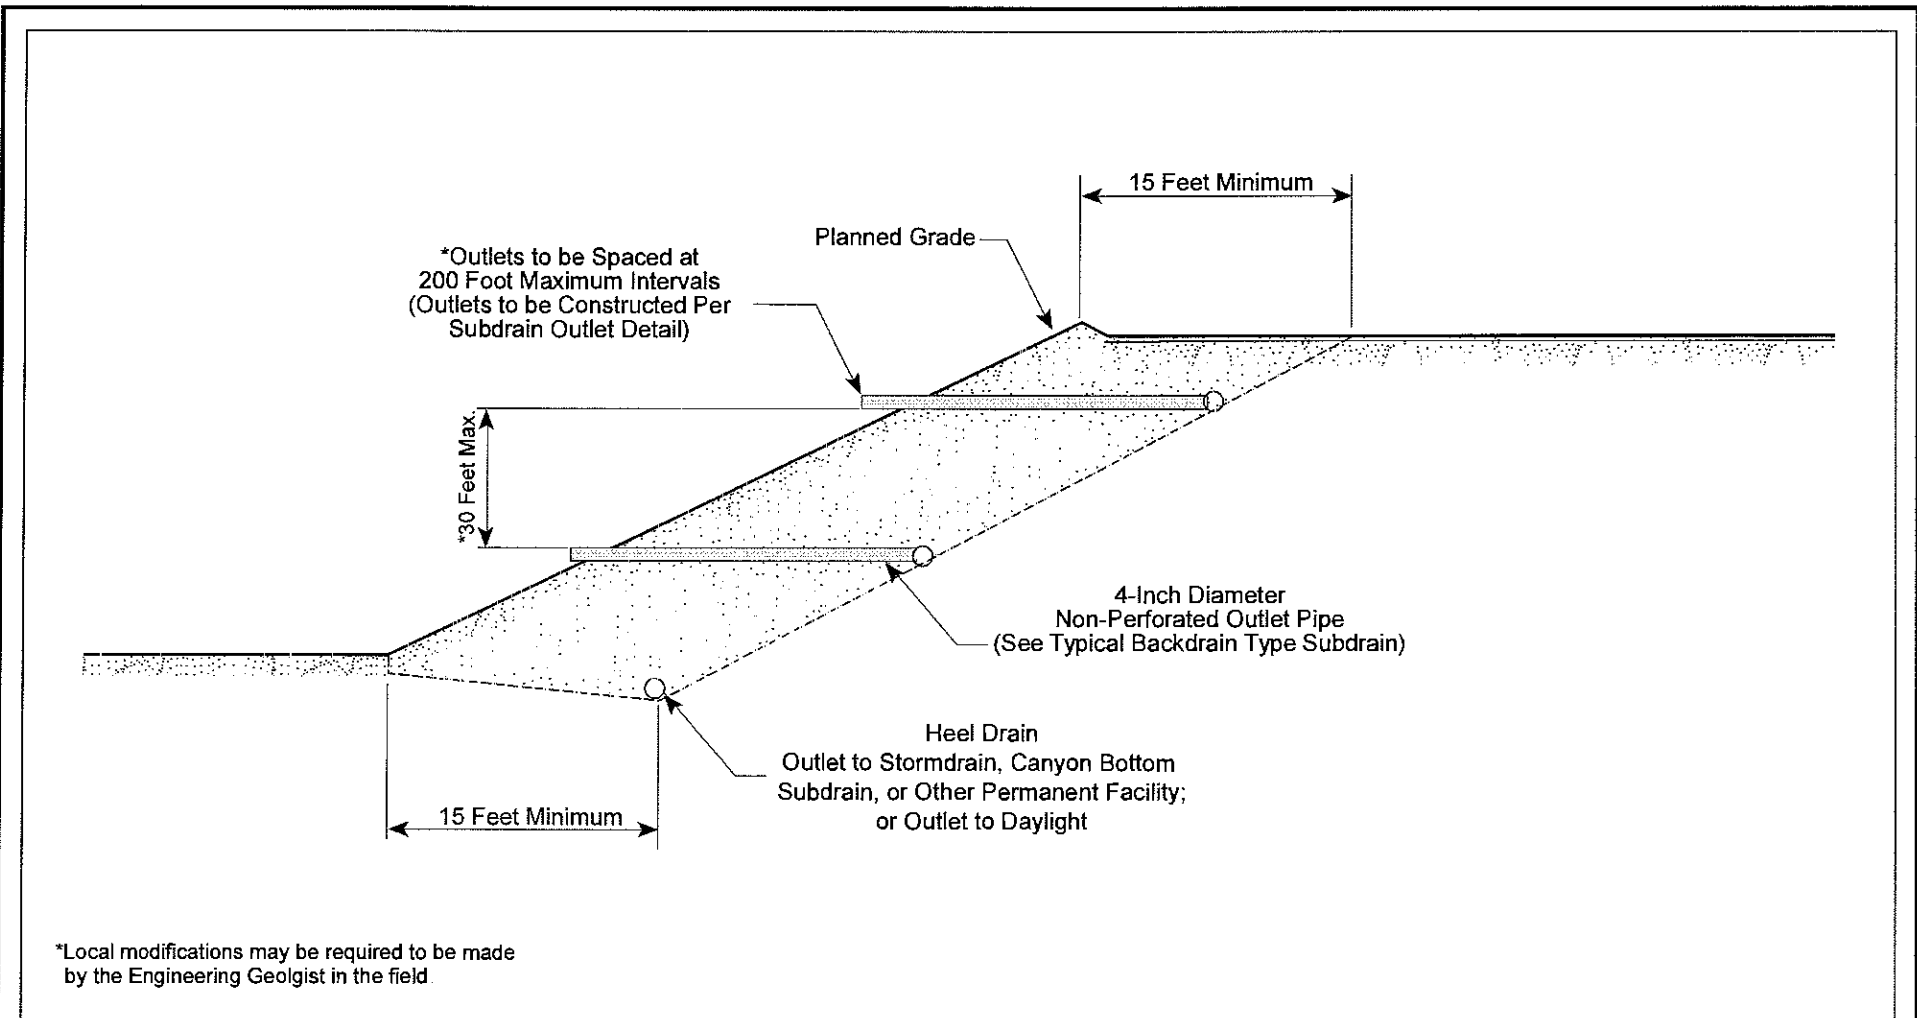 15 Feet Minimum
Planned Grade
*Outlets to be Spaced at
200 Foot Maximum Intervals
(Outlets to be Constructed Per
Subdrain Outlet Detail)
*30 Feet Max.
4-Inch Diameter
Non-Perforated Outlet Pipe
(See Typical Backdrain Type Subdrain)
Heel Drain
Outlet to Stormdrain, Canyon Bottom
Subdrain, or Other Permanent Facility;
or Outlet to Daylight
15 Feet Minimum
*Local modifications may be required to be made
by the Engineering Geolgist in the field